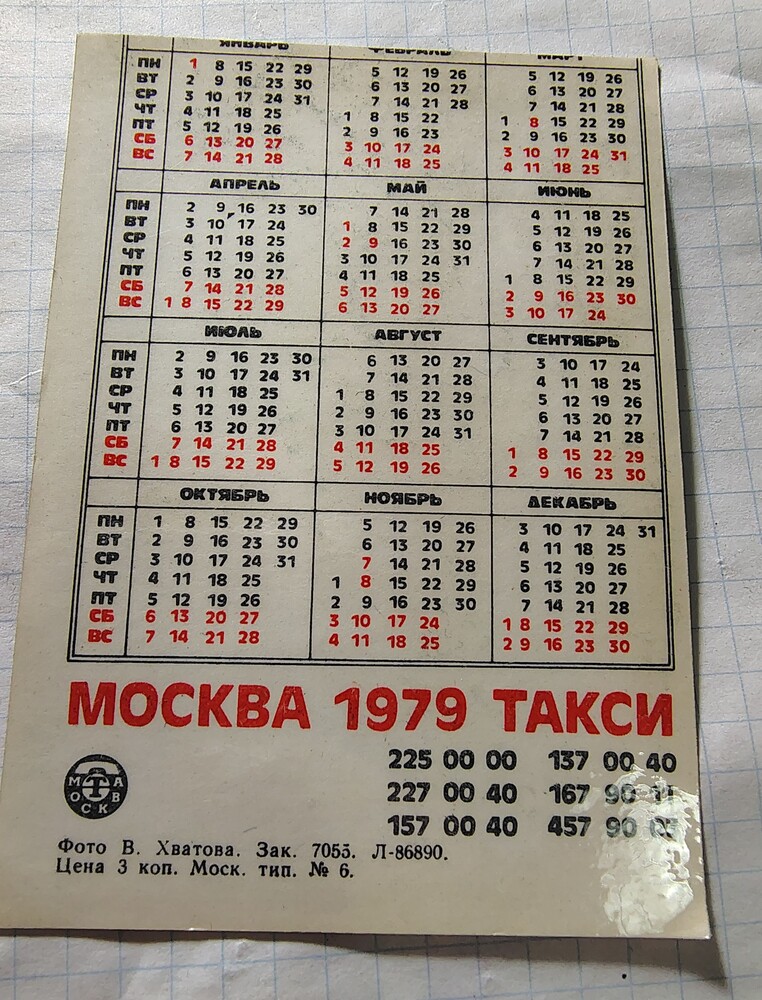 ЯНВАРЬ ФЕВРАЛЬ МАРТ
ПН 1 8 15 22 29 5 12 19 26 5 12 19 26
ВТ 2 9 16 23 30 6 13 20 27 6 13 20 27
СР 3 10 17 24 31 7 14 21 28 7 14 21 28
ЧТ 4 11 18 25 1 8 15 22 1 8 15 22 29
ПТ 5 12 19 26 2 9 16 23 2 9 16 23 30
СБ 6 13 20 27 3 10 17 24 3 10 17 24 31
ВС 7 14 21 28 4 11 18 25 4 11 18 25
АПРЕЛЬ МАЙ ИЮНЬ
ПН 2 9 16 23 30 7 14 21 28 4 11 18 25
ВТ 3 10 17 24 1 8 15 22 29 5 12 19 26
СР 4 11 18 25 2 9 16 23 30 6 13 20 27
ЧТ 5 12 19 26 3 10 17 24 31 7 14 21 28
ПТ 6 13 20 27 4 11 18 25 1 8 15 22 29
СБ 7 14 21 28 5 12 19 26 2 9 16 23 30
ВС 1 8 15 22 29 6 13 20 27 3 10 17 24
ИЮЛЬ АВГУСТ СЕНТЯБРЬ
ПН 2 9 16 23 30 6 13 20 27 3 10 17 24
ВТ 3 10 17 24 31 7 14 21 28 4 11 18 25
СР 4 11 18 25 1 8 15 22 29 5 12 19 26
ЧТ 5 12 19 26 2 9 16 23 30 6 13 20 27
ПТ 6 13 20 27 3 10 17 24 31 7 14 21 28
СБ 7 14 21 28 4 11 18 25 1 8 15 22 29
ВС 1 8 15 22 29 5 12 19 26 2 9 16 23 30
ОКТЯБРЬ НОЯБРЬ ДЕКАБРЬ
ПН 1 8 15 22 29 5 12 19 26 3 10 17 24 31
ВТ 2 9 16 23 30 6 13 20 27 4 11 18 25
СР 3 10 17 24 31 7 14 21 28 5 12 19 26
ЧТ 4 11 18 25 1 8 15 22 29 6 13 20 27
ПТ 5 12 19 26 2 9 16 23 30 7 14 21 28
СБ 6 13 20 27 3 10 17 24 1 8 15 22 29
ВС 7 14 21 28 4 11 18 25 2 9 16 23 30
МОСКВА 1979 ТАКСИ
225 00 00 137 00 40
227 00 40 167 90 11
157 00 40 457 90
МОСКВА
Т
Фото В. Хватова. Зак. 7055. Л-86890.
Цена 3 коп. Моск. тип. № 6.